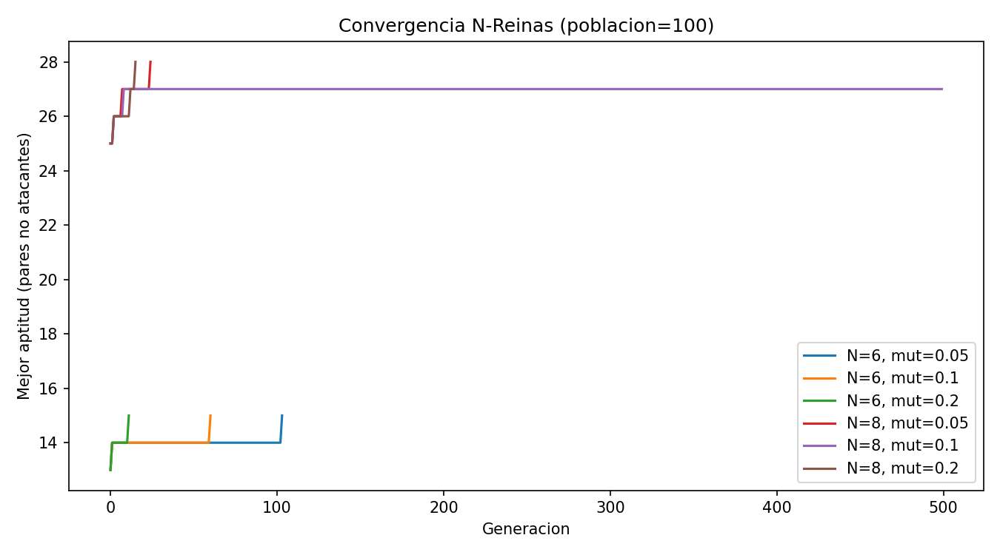 Convergencia N-Reinas (poblacion=100)
Mejor aptitud (pares no atacantes)
28
26
24
22
20
18
16
14
0
100
200
300
400
500
Generacion
N=6, mut=0.05
N=6, mut=0.1
N=6, mut=0.2
N=8, mut=0.05
N=8, mut=0.1
N=8, mut=0.2